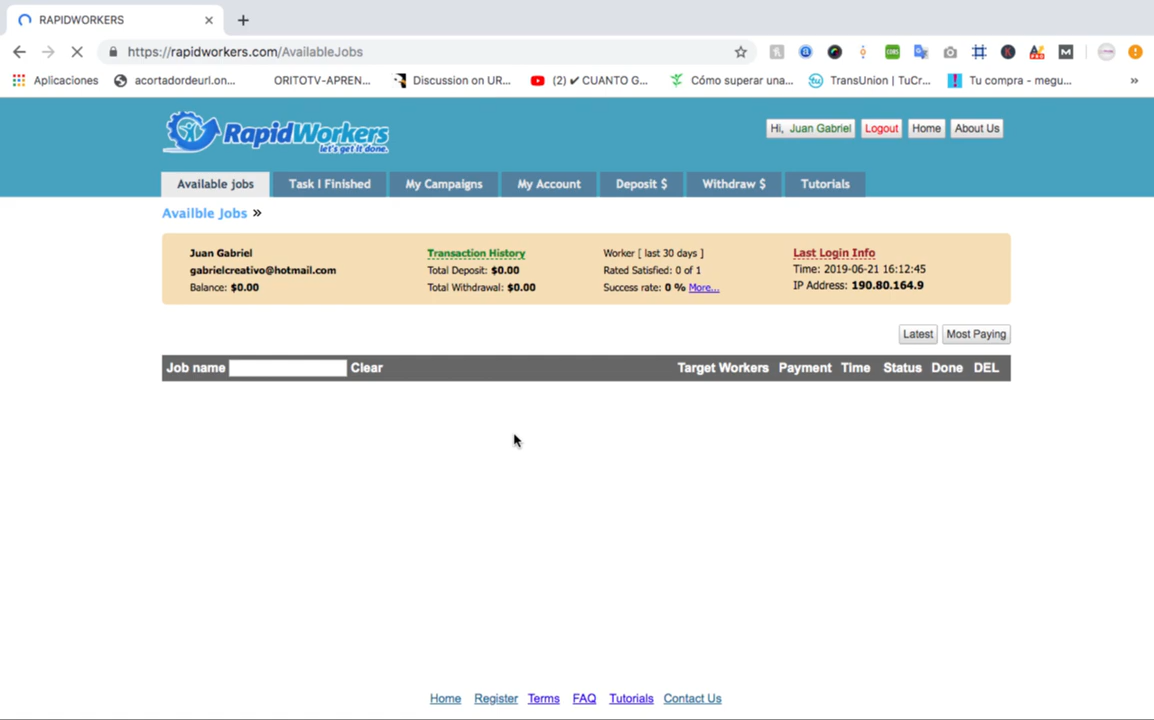 RAPIDWORKERS
https://rapidworkers.com/AvailableJobs
Aplicaciones acortadordeurl.on... ORITOTV-APREN... Discussion on UR... (2) ✔ CUANTO G... Cómo superar una... TransUnion | TuCr... Tu compra - megu... »
RapidWorkers
let's get it done.
Hi, Juan Gabriel Logout Home About Us
Available jobs Task I Finished My Campaigns My Account Deposit $ Withdraw $ Tutorials
Availble Jobs »
Juan Gabriel Transaction History Worker [ last 30 days ] Last Login Info
gabrielcreativo@hotmail.com Total Deposit: $0.00 Rated Satisfied: 0 of 1 Time: 2019-06-21 16:12:45
Balance: $0.00 Total Withdrawal: $0.00 Success rate: 0 % More... IP Address: 190.80.164.9
Latest Most Paying
Job name Clear Target Workers Payment Time Status Done DEL
Home Register Terms FAQ Tutorials Contact Us